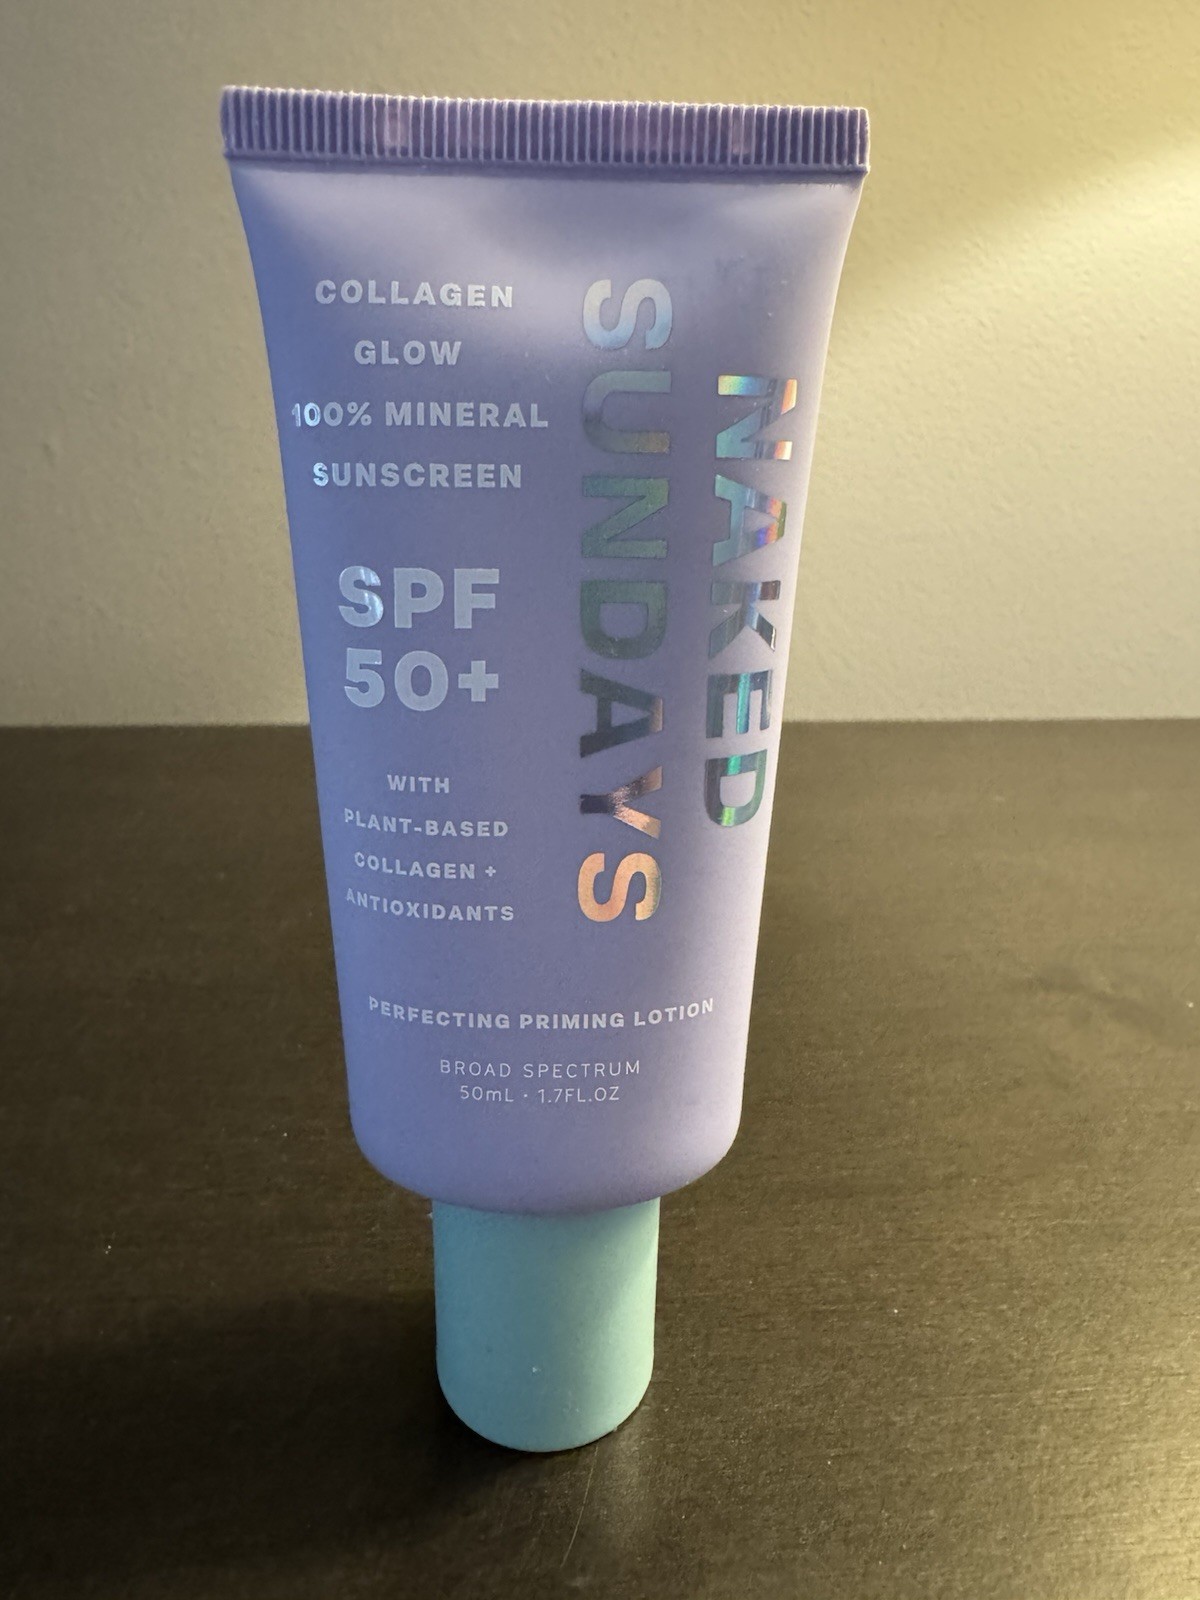 COLLAGEN
GLOW
100% MINERAL
SUNSCREEN
SPF
50+
WITH
PLANT-BASED
COLLAGEN +
ANTIOXIDANTS
NAKED
SUNDAYS
PERFECTING PRIMING LOTION
BROAD SPECTRUM
50mL • 1.7FL.OZ